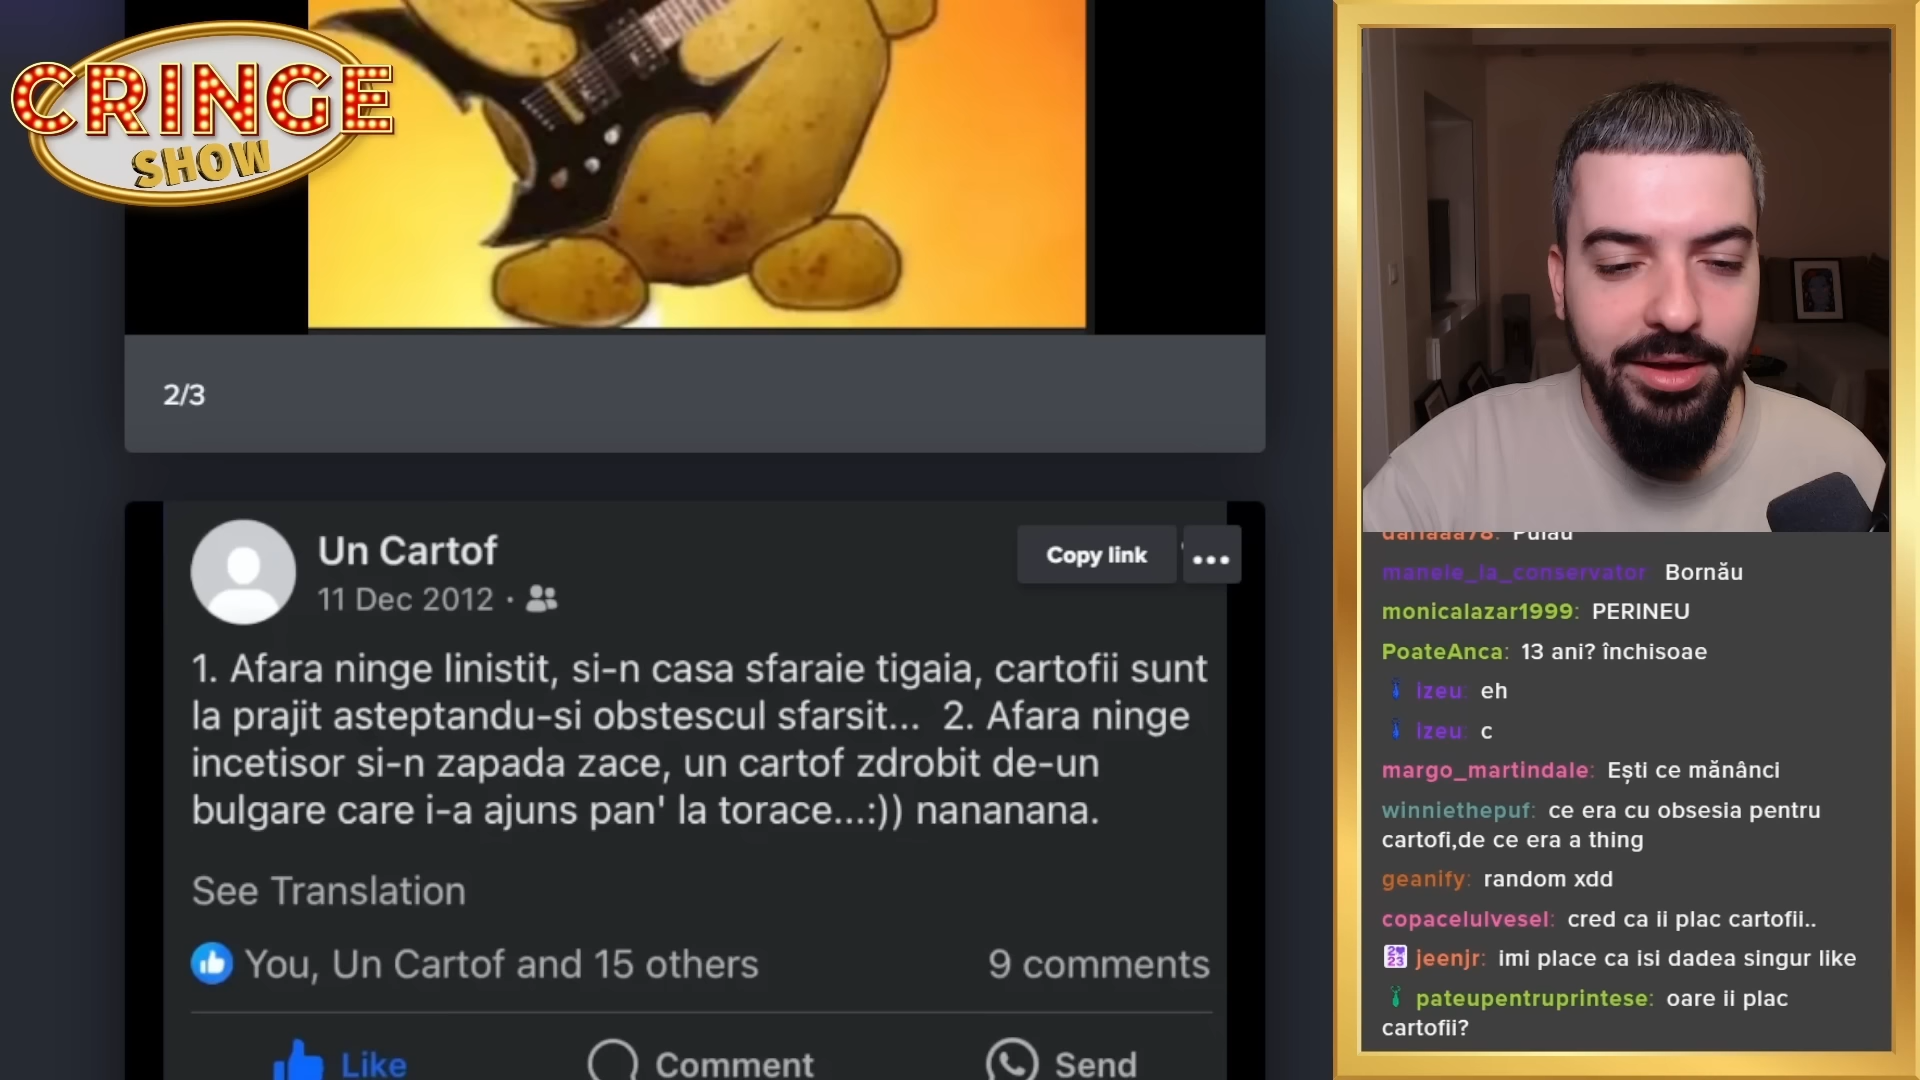 CRINGE
SHOW
2/3
Un Cartof
11 Dec 2012 ·
Copy link
...
1. Afara ninge linistit, si-n casa sfaraie tigaia, cartofii sunt
la prajit asteptandu-si obstescul sfarsit... 2. Afara ninge
incetisor si-n zapada zace, un cartof zdrobit de-un
bulgare care i-a ajuns pan' la torace...:)) nananana.
See Translation
You, Un Cartof and 15 others
9 comments
Like
Comment
Send
dariaaa78: Pulau
manele_la_conservator Bornău
monicalazar1999: PERINEU
PoateAnca: 13 ani? închisoae
izeu: eh
izeu: c
margo_martindale: Ești ce mănânci
winniethepuf: ce era cu obsesia pentru
cartofi,de ce era a thing
geanify: random xdd
copacelulvesel: cred ca ii plac cartofii..
jeenjr: imi place ca isi dadea singur like
pateupentruprintese: oare ii plac
cartofii?